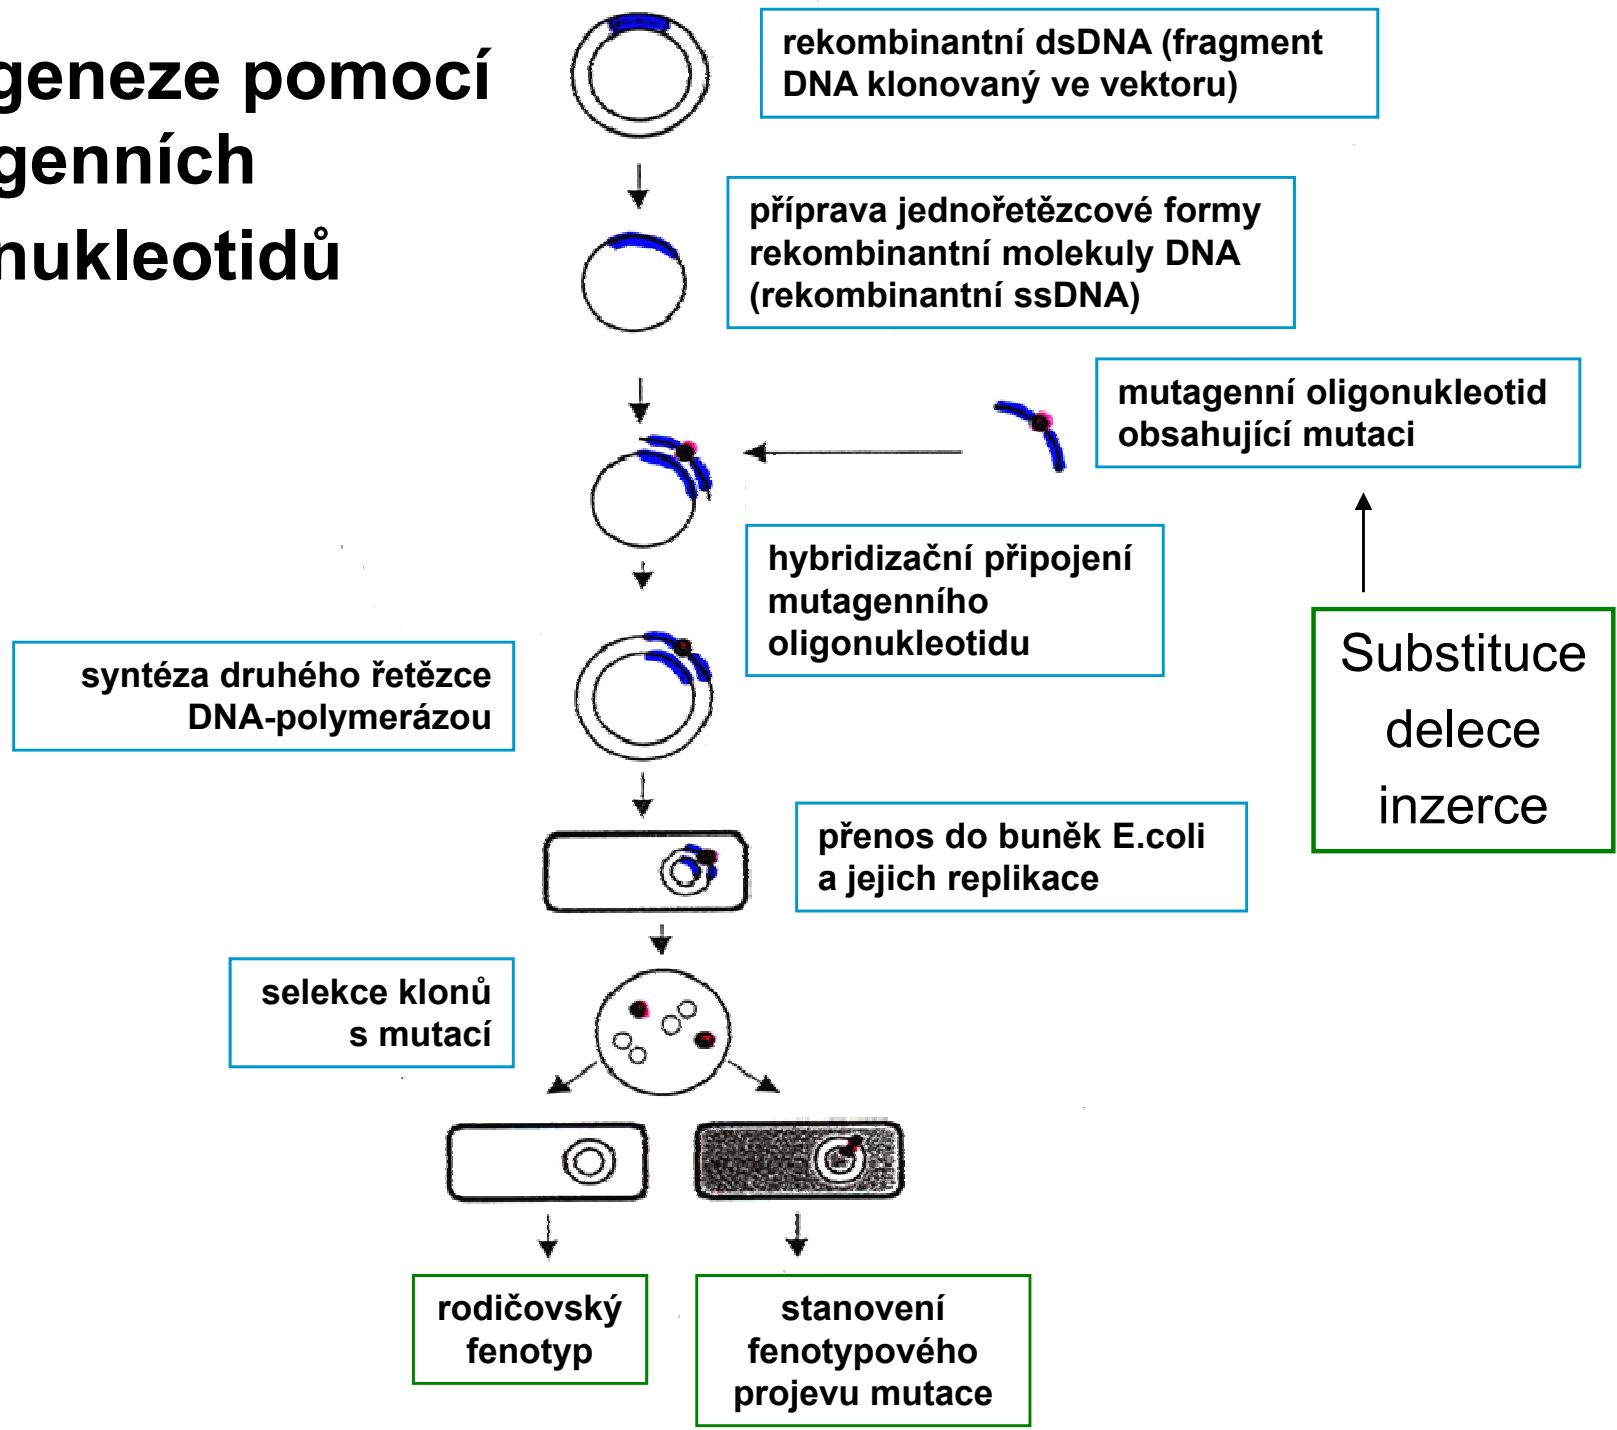 geneze pomocí
genních
nukleotidů
rekombinantní dsDNA (fragment
DNA klonovaný ve vektoru)
příprava jednořetězcové formy
rekombinantní molekuly DNA
(rekombinantní ssDNA)
mutagenní oligonukleotid
obsahující mutaci
hybridizační připojení
mutagenního
oligonukleotidu
Substituce
delece
inzerce
syntéza druhého řetězce
DNA-polymerázou
přenos do buněk E.coli
a jejich replikace
selekce klonů
s mutací
rodičovský
fenotyp
stanovení
fenotypového
projevu mutace